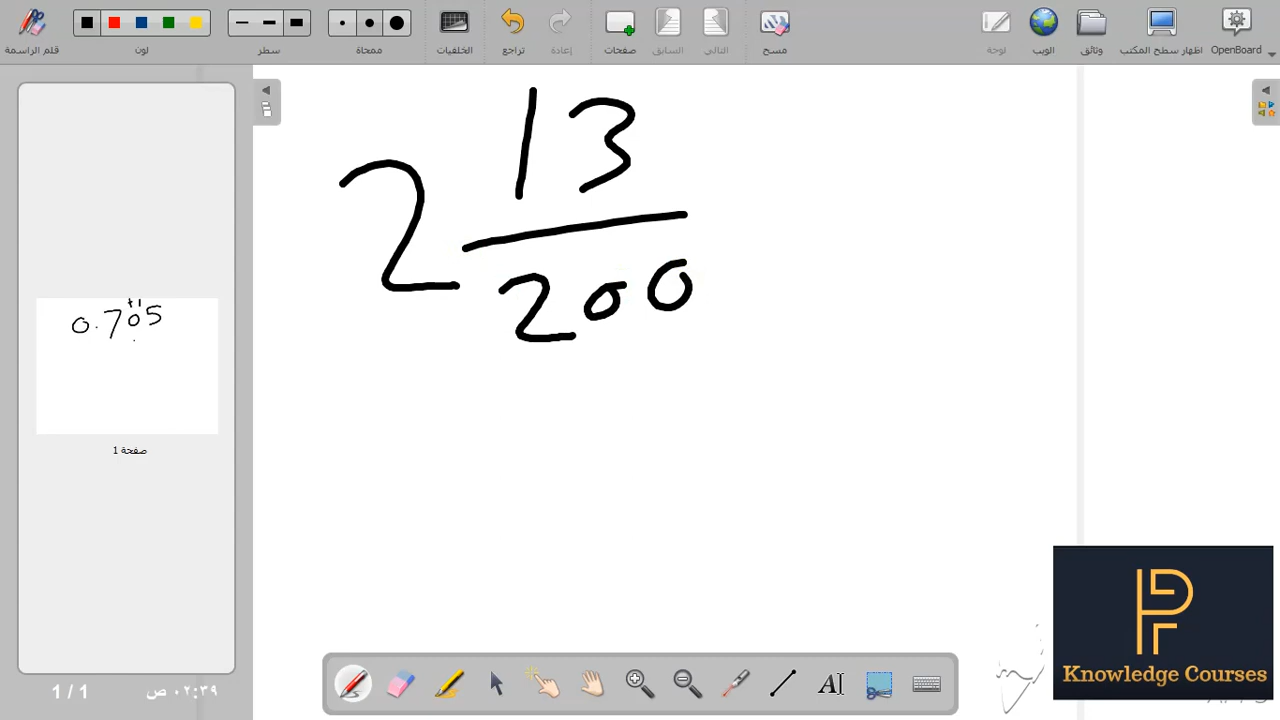 قلم الراسمة
لون
سطر
ممحاة
الخلفيات
تراجع
إعادة
صفحات
السابق
التالي
مسح
لوحة
الويب
وثائق
اظهار سطح المكتب
OpenBoard
2 13/200
0.705
صفحة 1
1 / 1
٠٢:٣٩ ص
Knowledge Courses